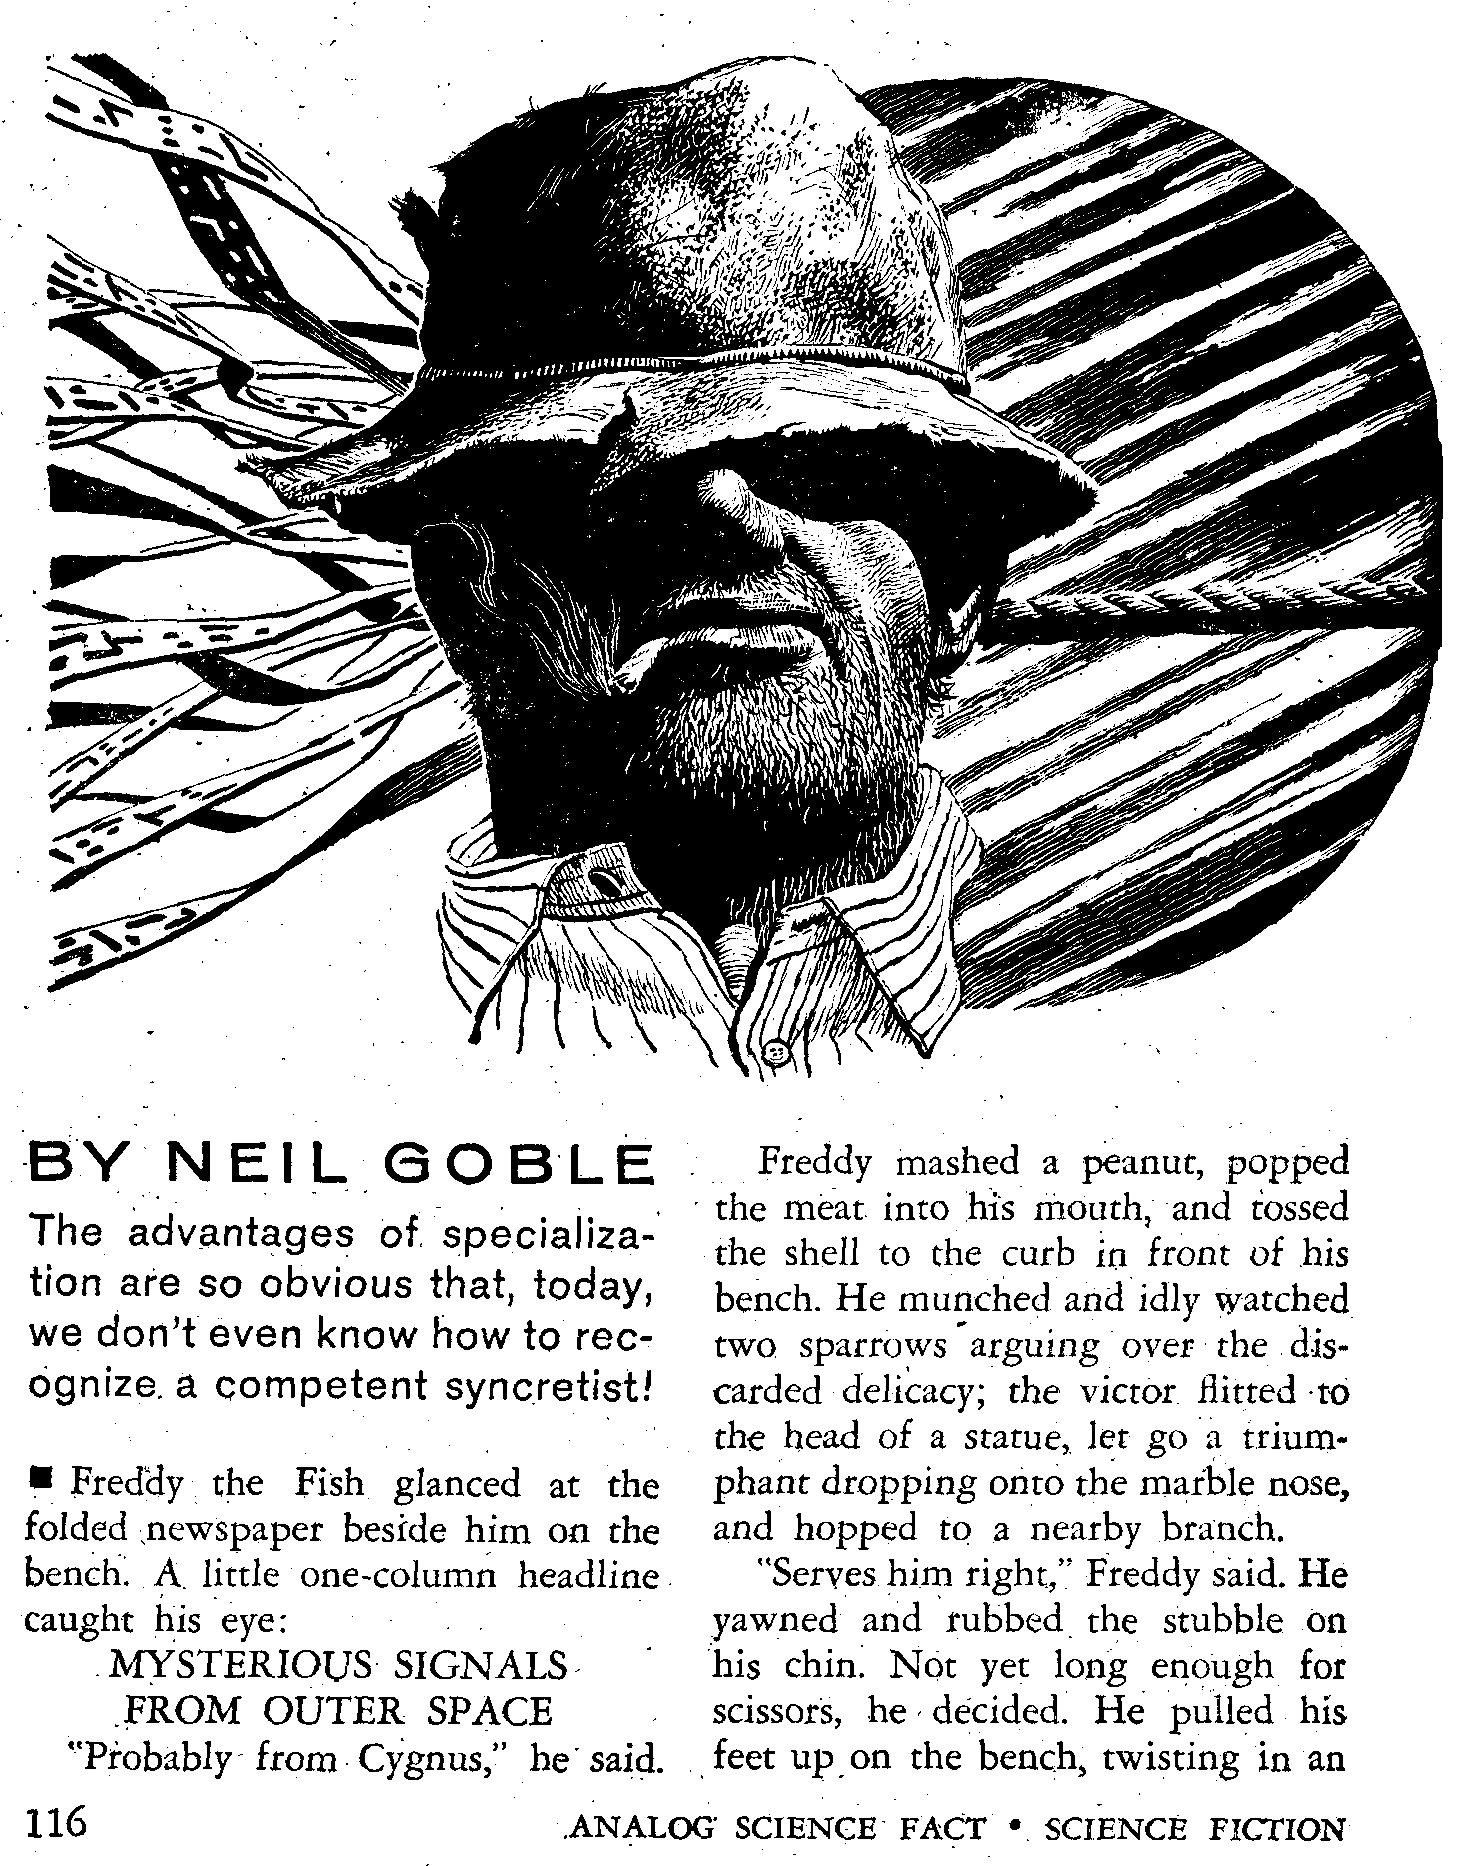 BY NEIL GOBLE
The advantages of specializa-
tion are so obvious that, today,
we don't even know how to rec-
ognize a competent syncretist!
■ Freddy the Fish glanced at the
folded newspaper beside him on the
bench. A little one-column headline
caught his eye:
MYSTERIOUS SIGNALS
FROM OUTER SPACE
"Probably from Cygnus," he said.
Freddy mashed a peanut, popped
the meat into his mouth, and tossed
the shell to the curb in front of his
bench. He munched and idly watched
two sparrows arguing over the dis-
carded delicacy; the victor flitted to
the head of a statue, let go a trium-
phant dropping onto the marble nose,
and hopped to a nearby branch.
"Serves him right," Freddy said. He
yawned and rubbed the stubble on
his chin. Not yet long enough for
scissors, he decided. He pulled his
feet up on the bench, twisting in an
116
ANALOG SCIENCE FACT • SCIENCE FICTION